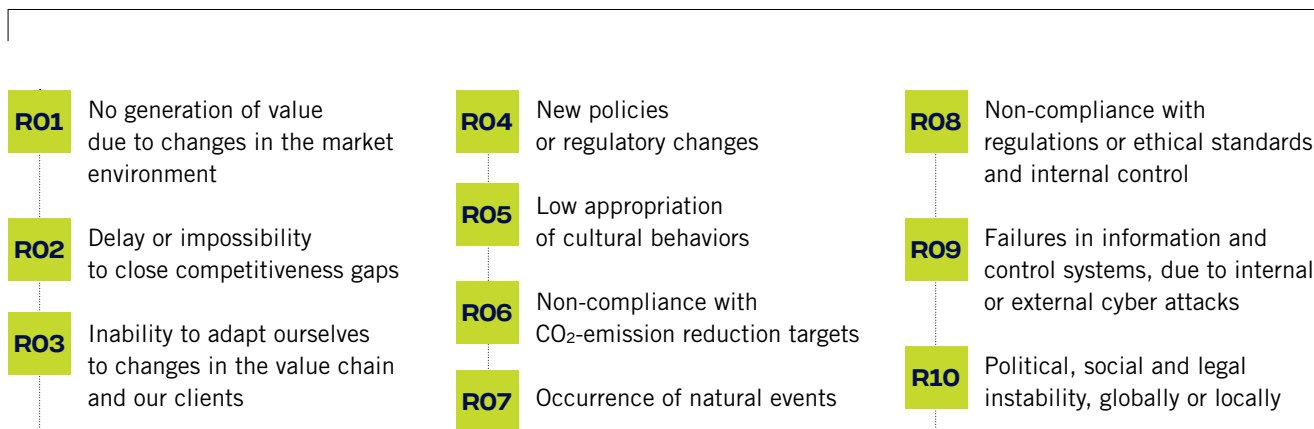 R01
No generation of value
due to changes in the market
environment
R02
Delay or impossibility
to close competitiveness gaps
R03
Inability to adapt ourselves
to changes in the value chain
and our clients
R04
New policies
or regulatory changes
R05
Low appropriation
of cultural behaviors
R06
Non-compliance with
CO₂-emission reduction targets
R07
Occurrence of natural events
R08
Non-compliance with
regulations or ethical standards
and internal control
R09
Failures in information and
control systems, due to internal
or external cyber attacks
R10
Political, social and legal
instability, globally or locally